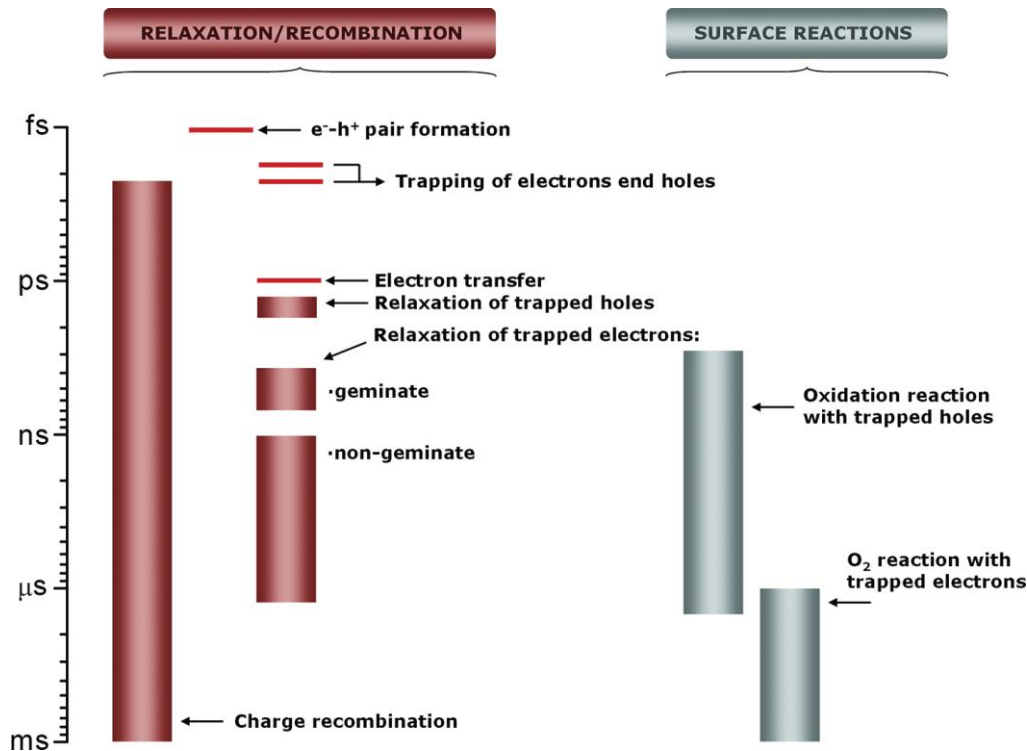 RELAXATION/RECOMBINATION
SURFACE REACTIONS
fs
e⁻-h⁺ pair formation
Trapping of electrons end holes
ps
Electron transfer
Relaxation of trapped holes
Relaxation of trapped electrons:
·geminate
Oxidation reaction
with trapped holes
ns
·non-geminate
O₂ reaction with
trapped electrons
μs
Charge recombination
ms